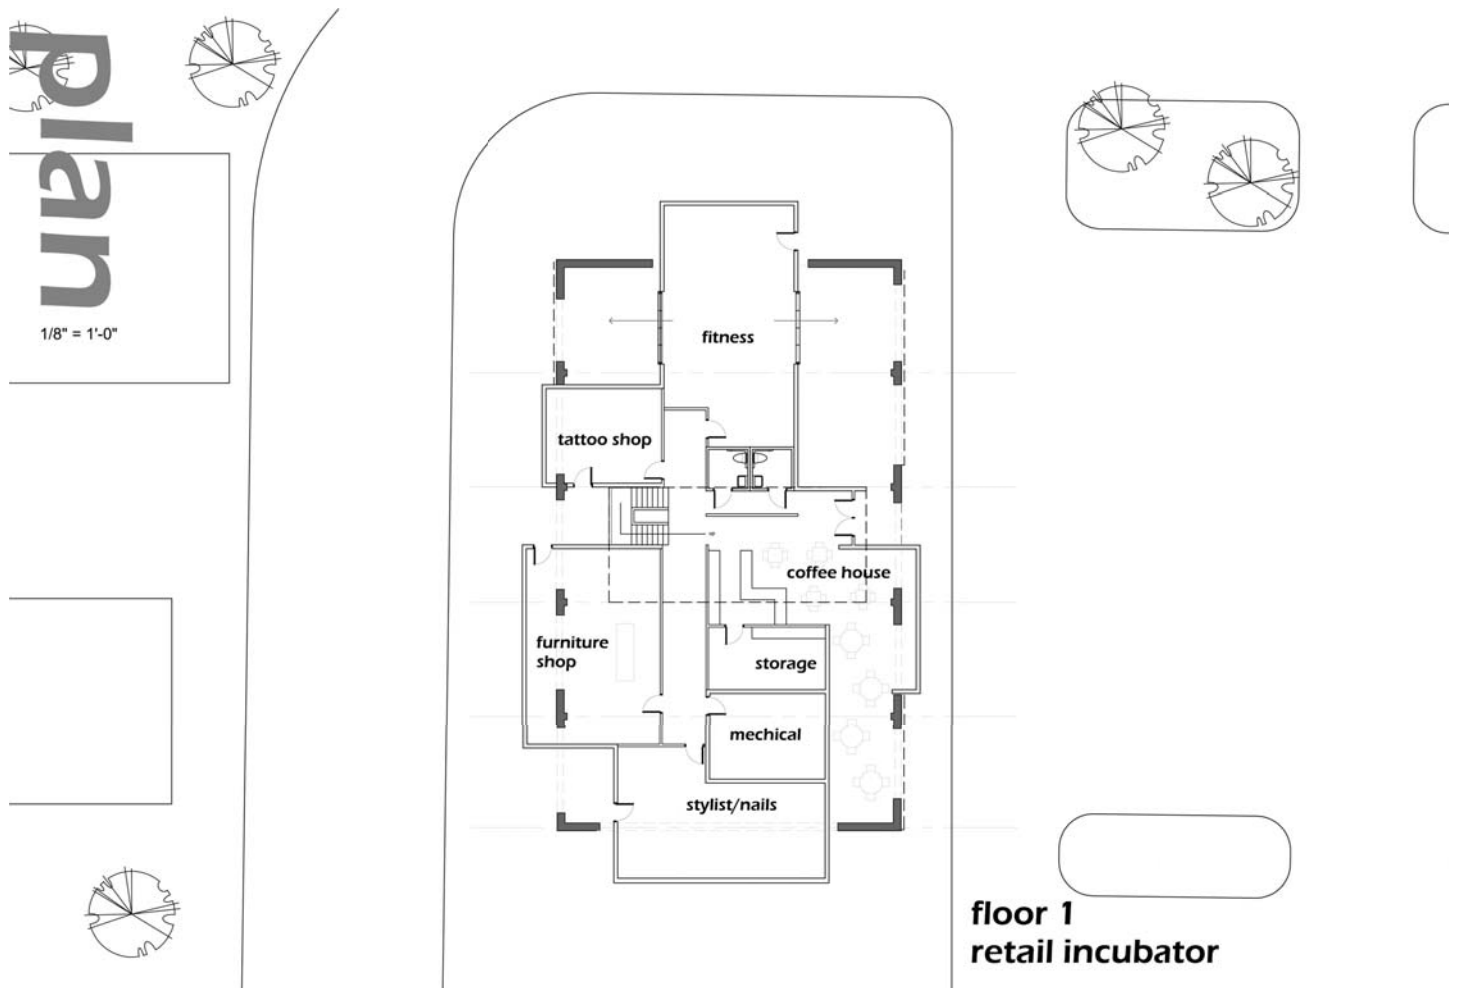 plan
1/8" = 1'-0"
fitness
tattoo shop
coffee house
furniture
shop
storage
mechical
stylist/nails
floor 1
retail incubator